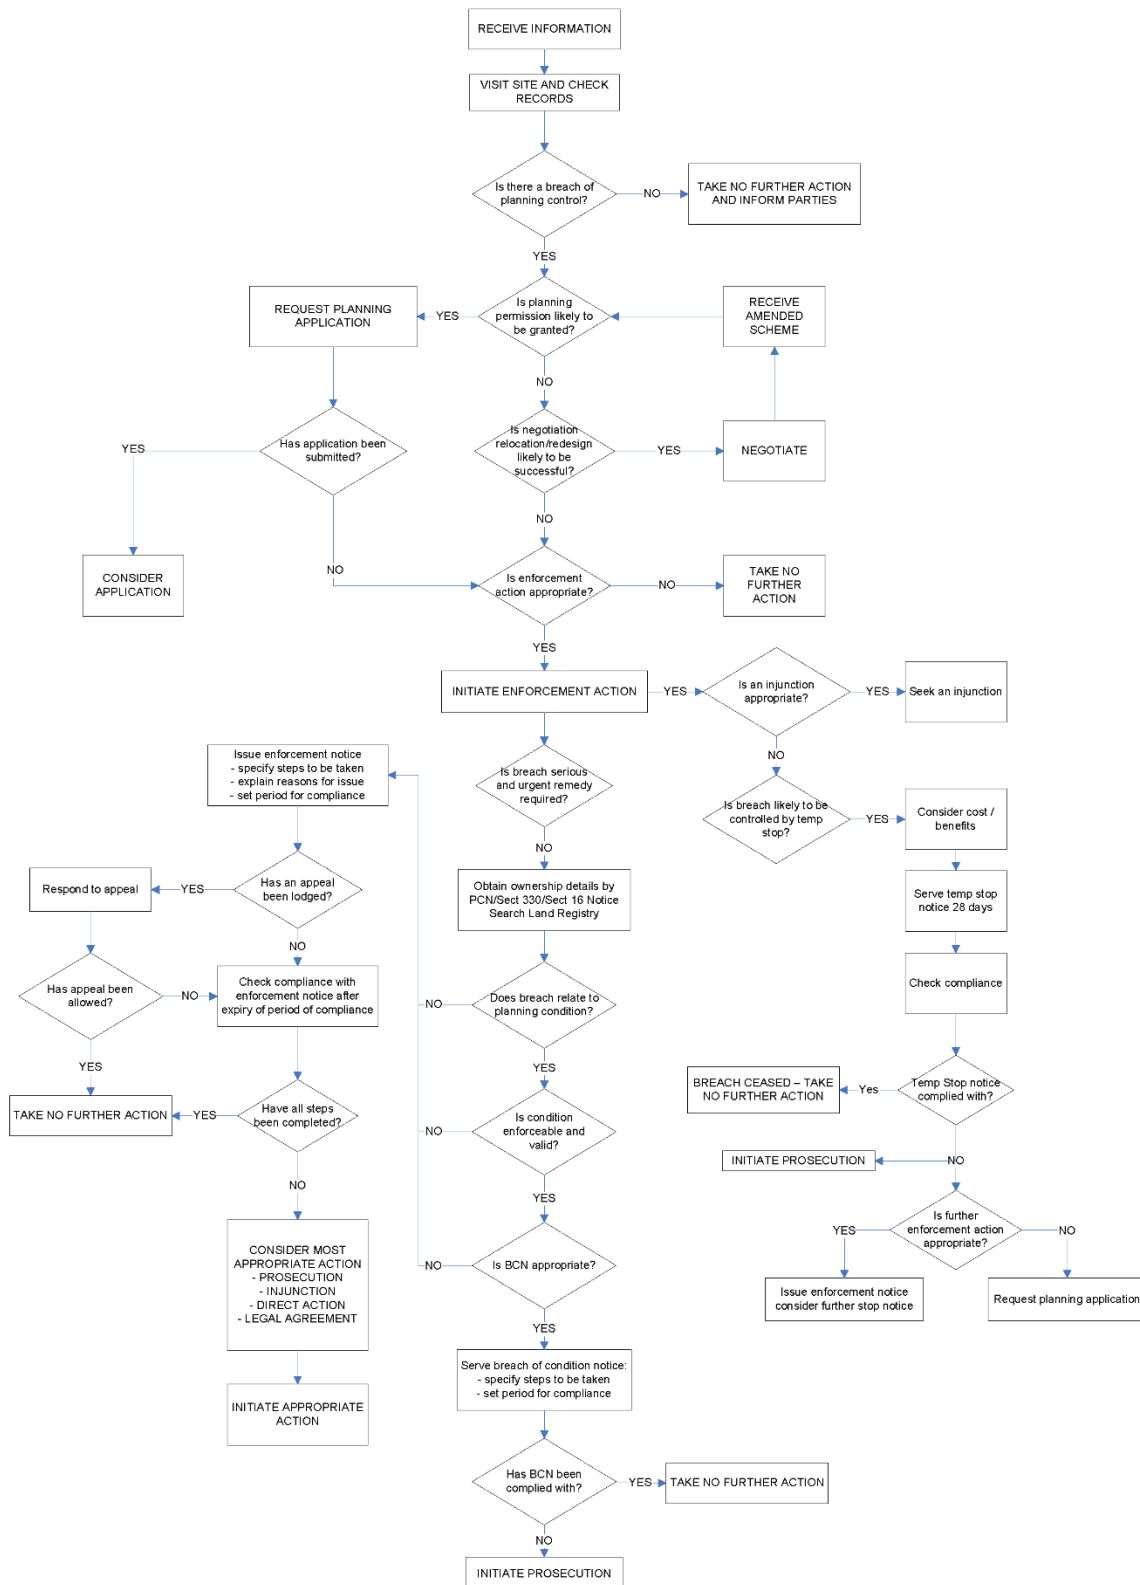 RECEIVE INFORMATION
VISIT SITE AND CHECK
RECORDS
Is there a breach of
planning control?
NO
TAKE NO FURTHER ACTION
AND INFORM PARTIES
YES
REQUEST PLANNING
APPLICATION
YES
Is planning
permission likely to
be granted?
RECEIVE
AMENDED
SCHEME
NO
Has application been
submitted?
YES
Is negotiation
relocation/redesign
likely to be
successful?
YES
NEGOTIATE
NO
CONSIDER
APPLICATION
NO
Is enforcement
action appropriate?
NO
TAKE NO
FURTHER
ACTION
YES
INITIATE ENFORCEMENT ACTION
YES
Is an injunction
appropriate?
YES
Seek an injunction
NO
Issue enforcement notice
- specify steps to be taken
- explain reasons for issue
- set period for compliance
Is breach serious
and urgent remedy
required?
Is breach likely to be
controlled by temp
stop?
YES
Consider cost /
benefits
NO
Respond to appeal
YES
Has an appeal
been lodged?
Obtain ownership details by
PCN/Sect 330/Sect 16 Notice
Search Land Registry
Serve temp stop
notice 28 days
NO
Has appeal been
allowed?
NO
Check compliance with
enforcement notice after
expiry of period of compliance
NO
Does breach relate to
planning condition?
Check compliance
YES
YES
TAKE NO FURTHER ACTION
YES
Have all steps
been completed?
NO
Is condition
enforceable and
valid?
BREACH CEASED – TAKE
NO FURTHER ACTION
Yes
Temp Stop notice
complied with?
INITIATE PROSECUTION
NO
NO
YES
CONSIDER MOST
APPROPRIATE ACTION
- PROSECUTION
- INJUNCTION
- DIRECT ACTION
- LEGAL AGREEMENT
NO
Is BCN appropriate?
YES
Is further
enforcement action
appropriate?
NO
Issue enforcement notice
consider further stop notice
Request planning application
YES
Serve breach of condition notice:
- specify steps to be taken
- set period for compliance
INITIATE APPROPRIATE
ACTION
Has BCN been
complied with?
YES
TAKE NO FURTHER ACTION
NO
INITIATE PROSECUTION